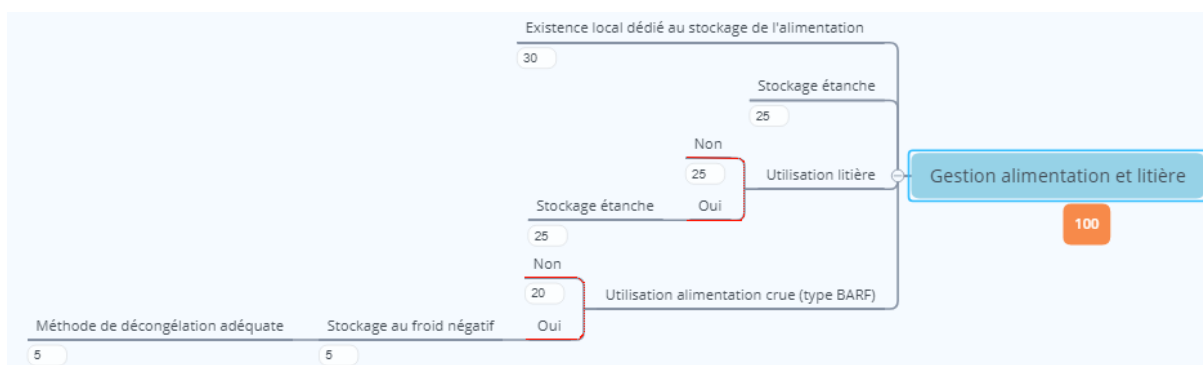 Existence local dédié au stockage de l'alimentation
30
Stockage étanche
25
Non
25
Utilisation litière
Gestion alimentation et litière
Stockage étanche
Oui
25
100
Non
20
Utilisation alimentation crue (type BARF)
Méthode de décongélation adéquate
Stockage au froid négatif
Oui
5
5